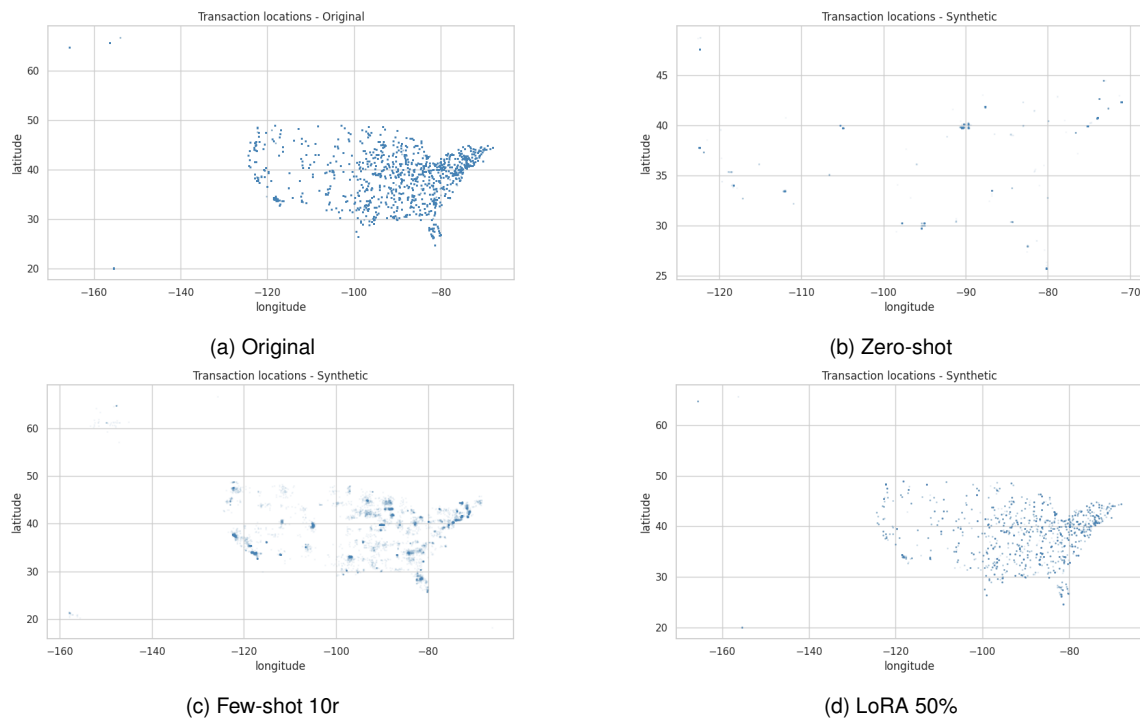 Transaction locations - Original
60
50
40
30
20
latitude
−160 −140 −120 −100 −80
longitude
(a) Original
Transaction locations - Synthetic
45
40
35
30
25
latitude
−120 −110 −100 −90 −80 −70
longitude
(b) Zero-shot
Transaction locations - Synthetic
60
50
40
30
20
latitude
−160 −140 −120 −100 −80
longitude
(c) Few-shot 10r
Transaction locations - Synthetic
60
50
40
30
20
latitude
−160 −140 −120 −100 −80
longitude
(d) LoRA 50%